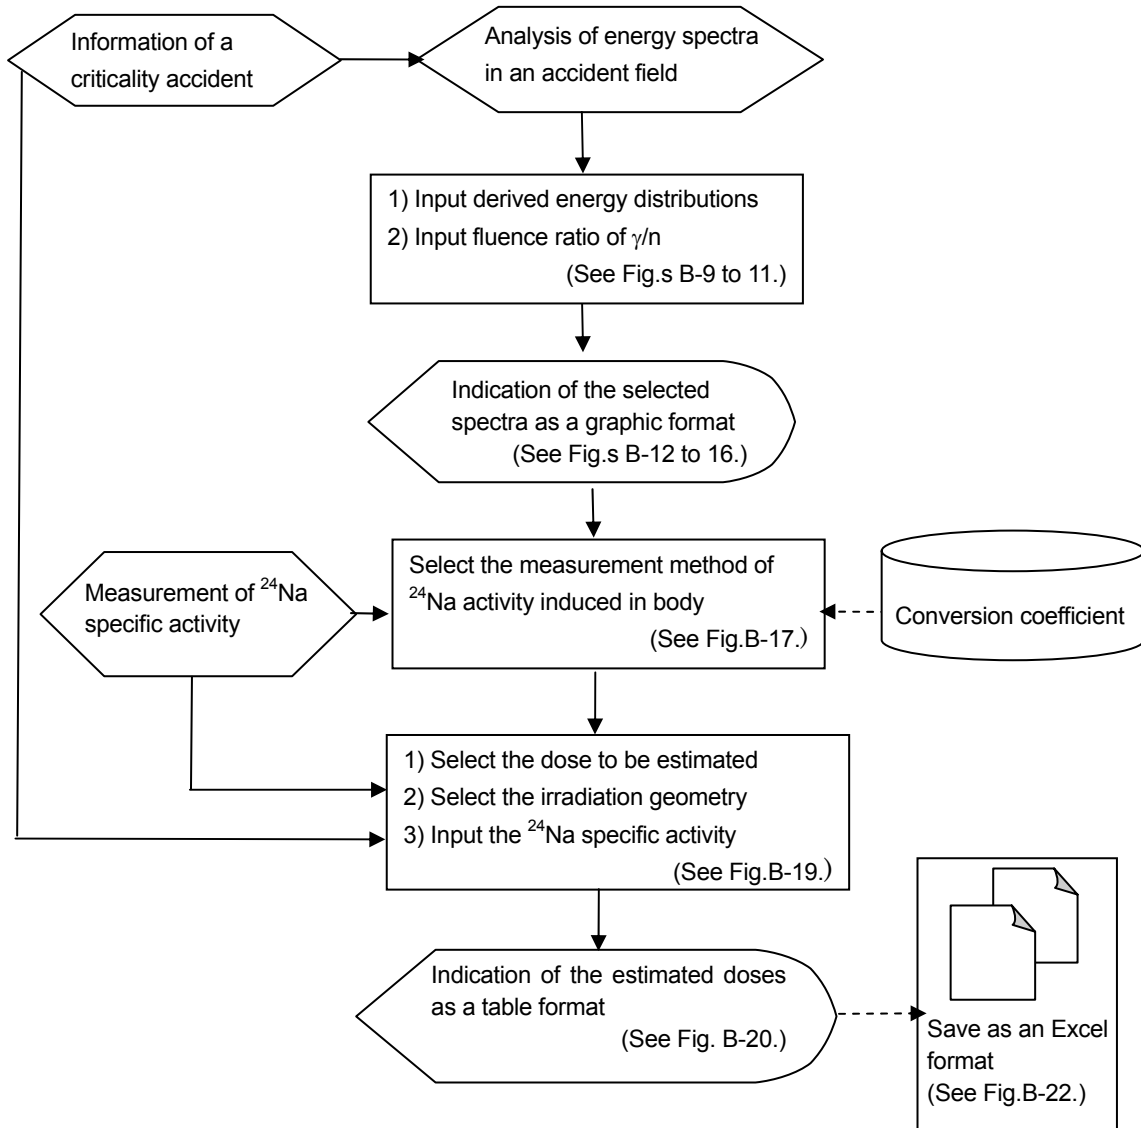 Information of a
criticality accident
Analysis of energy spectra
in an accident field
1) Input derived energy distributions
2) Input fluence ratio of γ/n
(See Fig.s B-9 to 11.)
Indication of the selected
spectra as a graphic format
(See Fig.s B-12 to 16.)
Measurement of ²⁴Na
specific activity
Select the measurement method of
²⁴Na activity induced in body
(See Fig.B-17.)
Conversion coefficient
1) Select the dose to be estimated
2) Select the irradiation geometry
3) Input the ²⁴Na specific activity
(See Fig.B-19.)
Indication of the estimated doses
as a table format
(See Fig. B-20.)
Save as an Excel
format
(See Fig.B-22.)